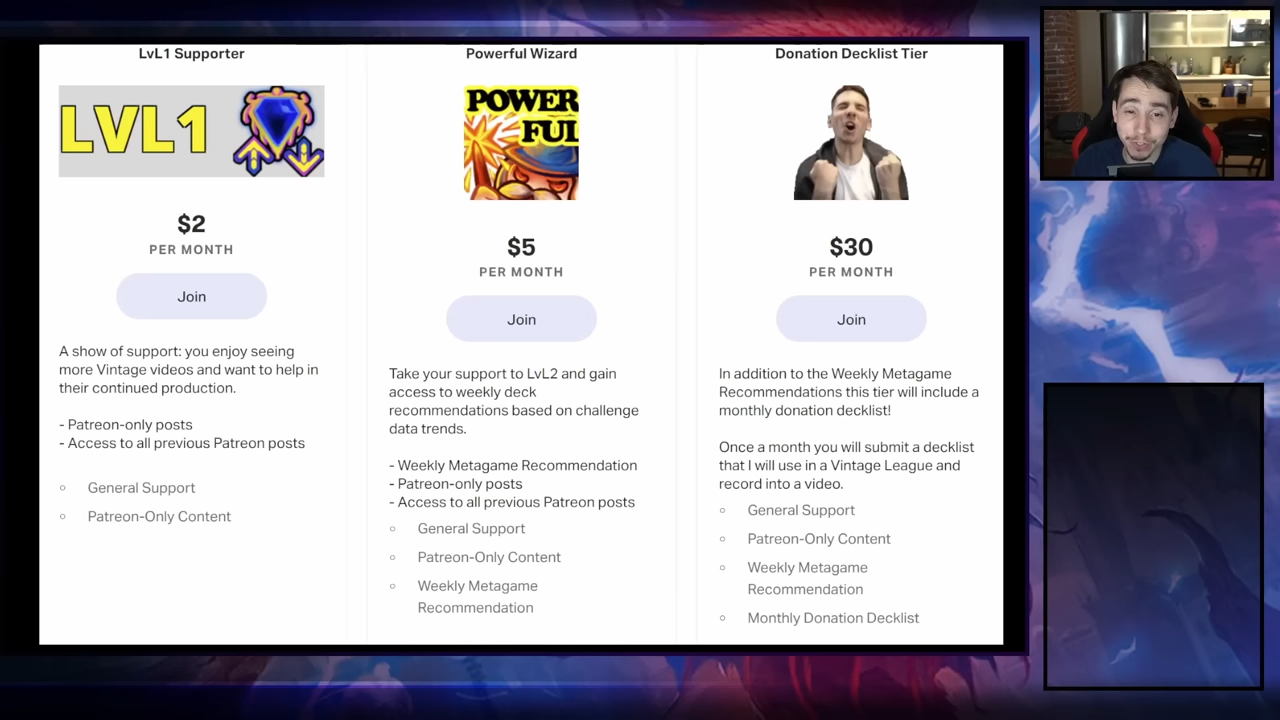 LvL1 Supporter
LVL1
$2
PER MONTH
Join
A show of support: you enjoy seeing
more Vintage videos and want to help in
their continued production.
- Patreon-only posts
- Access to all previous Patreon posts
General Support
Patreon-Only Content
Powerful Wizard
POWER
FUL
$5
PER MONTH
Join
Take your support to LvL2 and gain
access to weekly deck
recommendations based on challenge
data trends.
- Weekly Metagame Recommendation
- Patreon-only posts
- Access to all previous Patreon posts
General Support
Patreon-Only Content
Weekly Metagame
Recommendation
Donation Decklist Tier
$30
PER MONTH
Join
In addition to the Weekly Metagame
Recommendations this tier will include a
monthly donation decklist!
Once a month you will submit a decklist
that I will use in a Vintage League and
record into a video.
General Support
Patreon-Only Content
Weekly Metagame
Recommendation
Monthly Donation Decklist